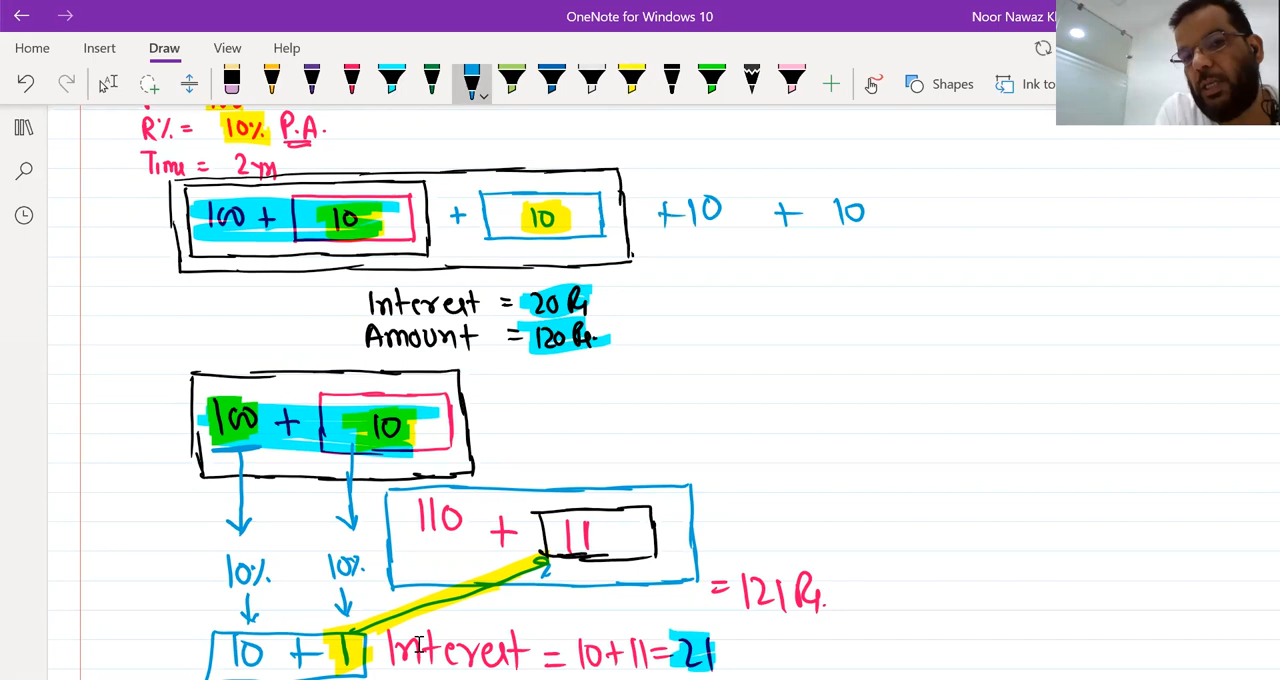 OneNote for Windows 10
Noor Nawaz
Home Insert Draw View Help
Shapes
Ink to
R% = 10% P.A.
Time =
100 + 10 + 10 +10 + 10
Interest = 20 Rs
Amount = 120 Rs.
100 + 10
110 + 11
10% 10%
= 121 Rs.
10 + 1 Interest = 10+11= 21